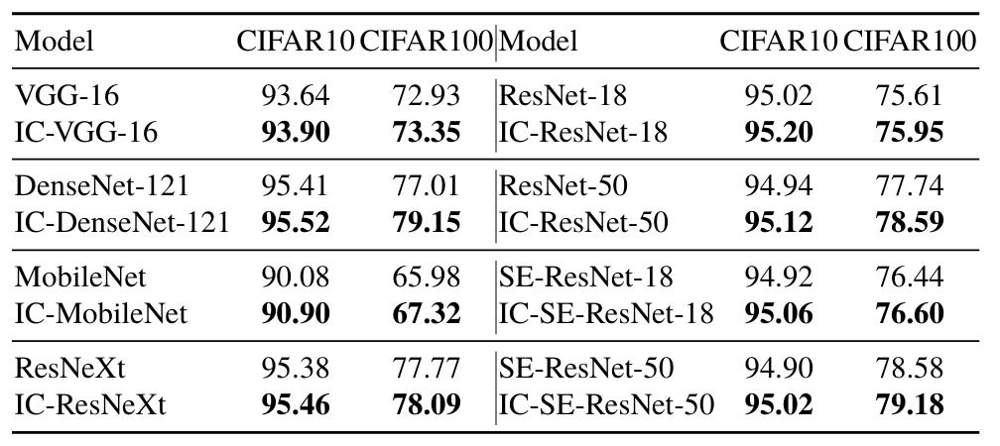 Model CIFAR10 CIFAR100 Model CIFAR10 CIFAR100
VGG-16 93.64 72.93 ResNet-18 95.02 75.61
IC-VGG-16 93.90 73.35 IC-ResNet-18 95.20 75.95
DenseNet-121 95.41 77.01 ResNet-50 94.94 77.74
IC-DenseNet-121 95.52 79.15 IC-ResNet-50 95.12 78.59
MobileNet 90.08 65.98 SE-ResNet-18 94.92 76.44
IC-MobileNet 90.90 67.32 IC-SE-ResNet-18 95.06 76.60
ResNeXt 95.38 77.77 SE-ResNet-50 94.90 78.58
IC-ResNeXt 95.46 78.09 IC-SE-ResNet-50 95.02 79.18